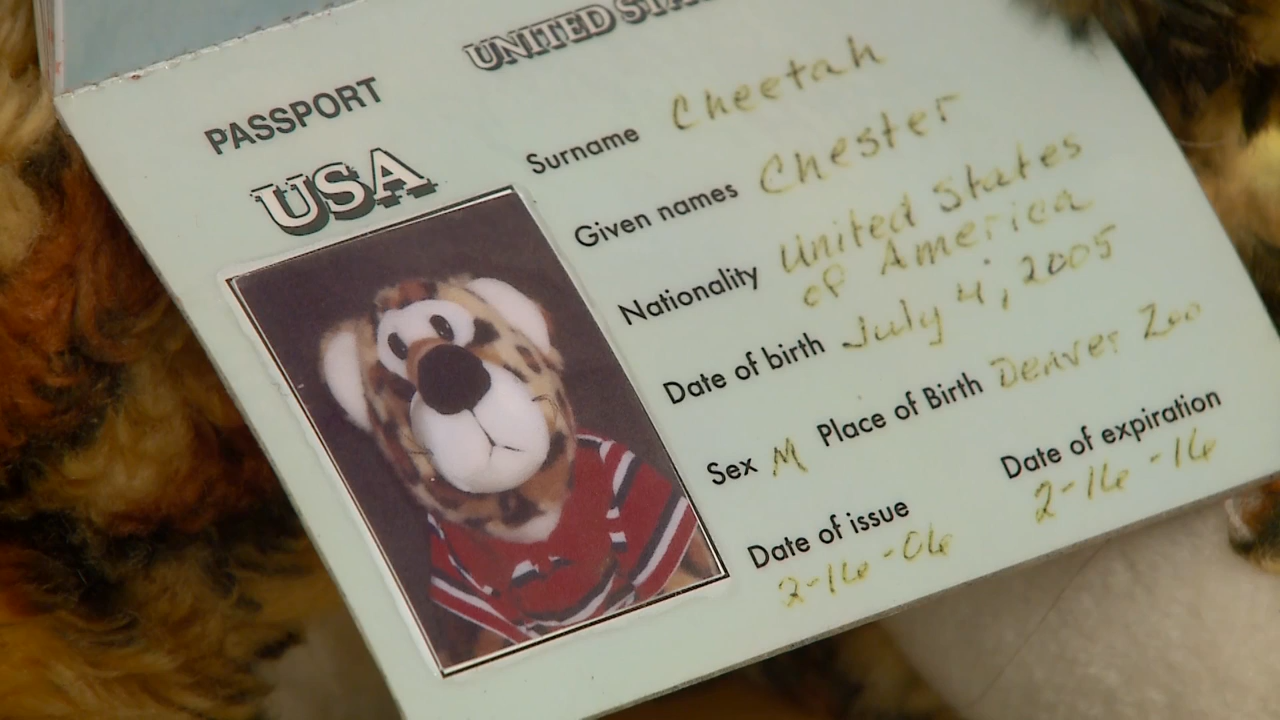 UNITED
PASSPORT
USA
Surname Cheetah
Given names Chester
Nationality United States
of America
Date of birth July 4, 2005
Sex M Place of Birth Denver Zoo
Date of issue Date of expiration
2-16-06 2-16-16